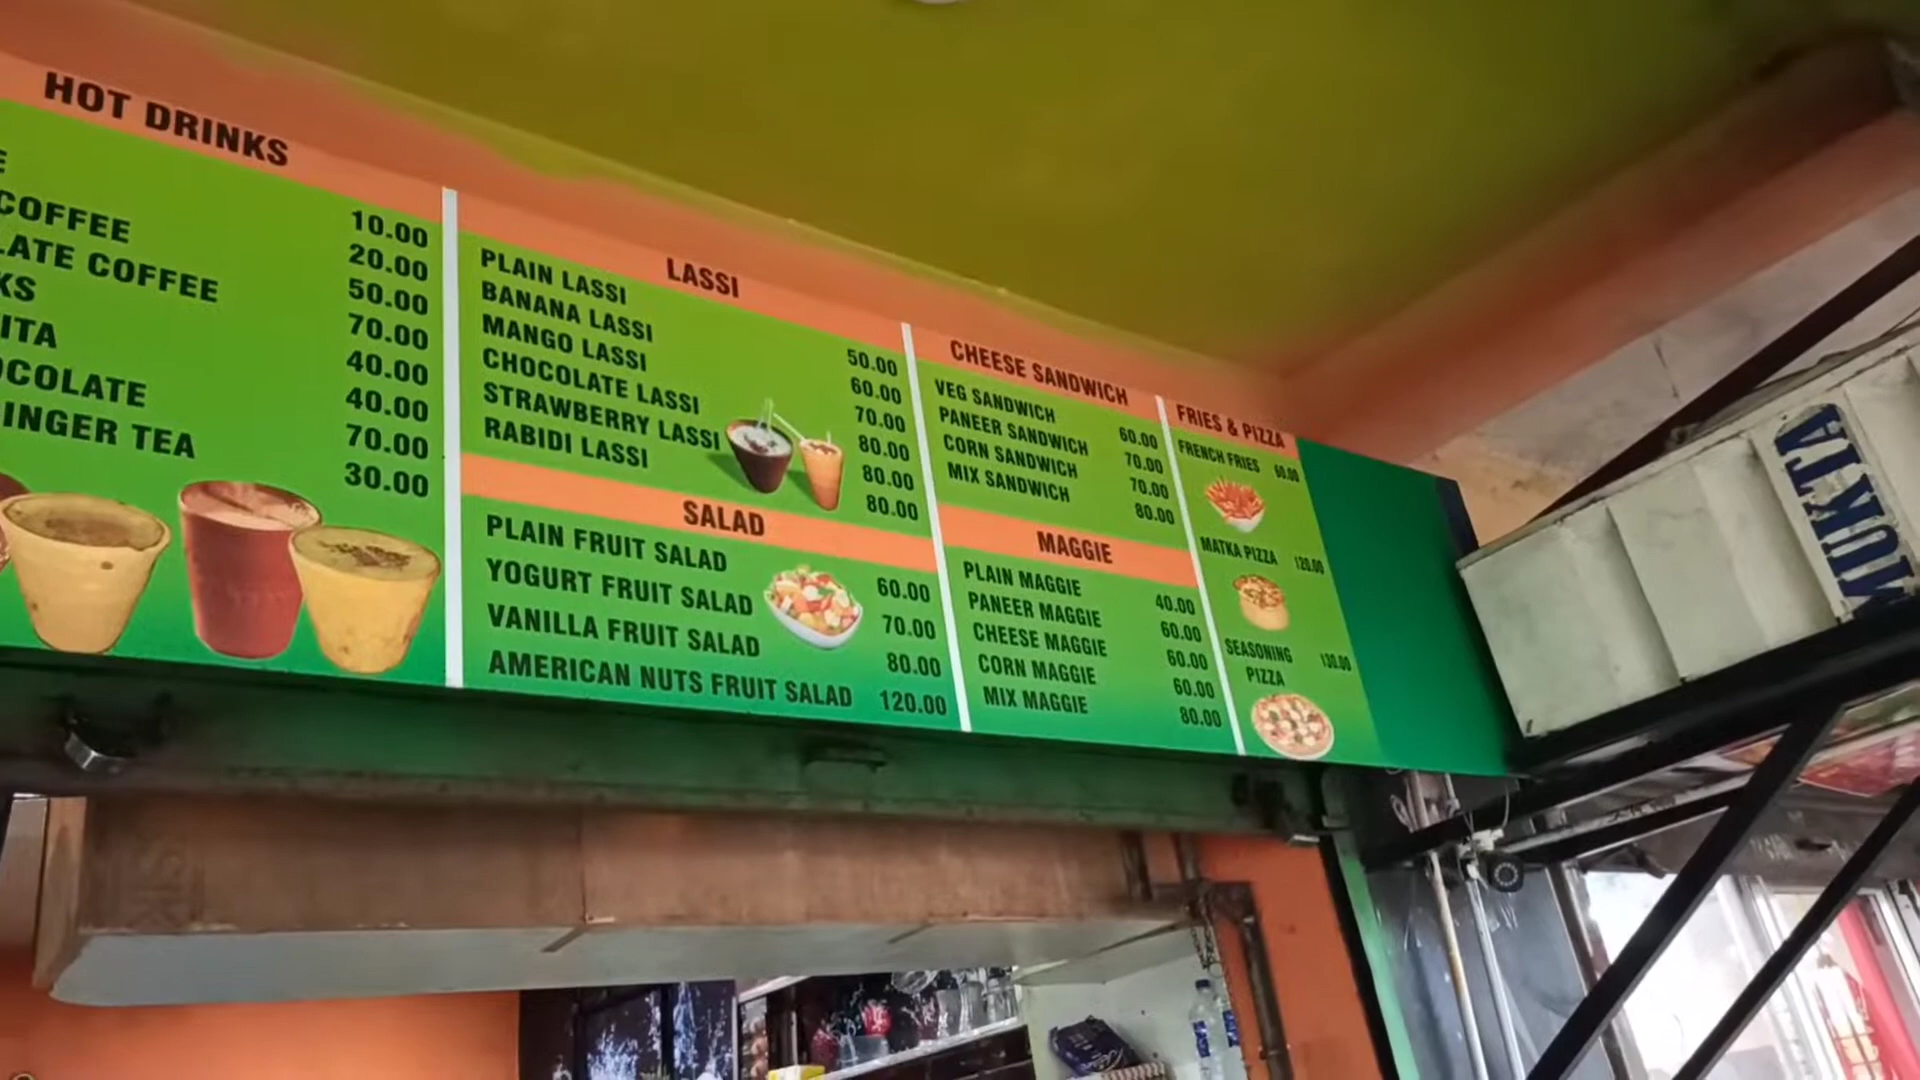 HOT DRINKS
E
COFFEE 10.00
LATE COFFEE 20.00
KS 50.00
ITA 70.00
OCOLATE 40.00
INGER TEA 40.00
70.00
30.00
LASSI
PLAIN LASSI 50.00
BANANA LASSI 60.00
MANGO LASSI 70.00
CHOCOLATE LASSI 80.00
STRAWBERRY LASSI 80.00
RABIDI LASSI 80.00
SALAD
PLAIN FRUIT SALAD 60.00
YOGURT FRUIT SALAD 70.00
VANILLA FRUIT SALAD 80.00
AMERICAN NUTS FRUIT SALAD 120.00
CHEESE SANDWICH
VEG SANDWICH 60.00
PANEER SANDWICH 70.00
CORN SANDWICH 70.00
MIX SANDWICH 80.00
MAGGIE
PLAIN MAGGIE 40.00
PANEER MAGGIE 60.00
CHEESE MAGGIE 60.00
CORN MAGGIE 60.00
MIX MAGGIE 80.00
FRIES & PIZZA
FRENCH FRIES 60.00
MATKA PIZZA 120.00
SEASONING 130.00
PIZZA
MUKTA